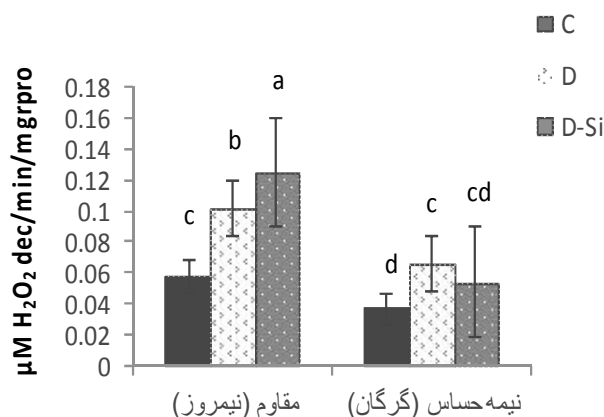 C
D
D-Si
µM H₂O₂ dec/min/mgrpro
0.18
0.16
0.14
0.12
0.1
0.08
0.06
0.04
0.02
0
c
b
a
d
c
cd
مقاوم (نیمروز)
نیمه حساس (گرگان)